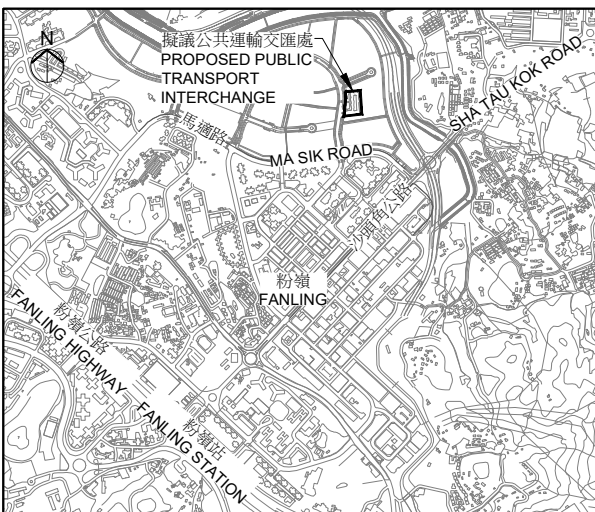 N
擬議公共運輸交匯處
PROPOSED PUBLIC
TRANSPORT
INTERCHANGE
馬適路
MA SIK ROAD
SHA TAU KOK ROAD
沙頭角公路
粉嶺
FANLING
粉嶺公路
FANLING HIGHWAY
粉嶺站
FANLING STATION